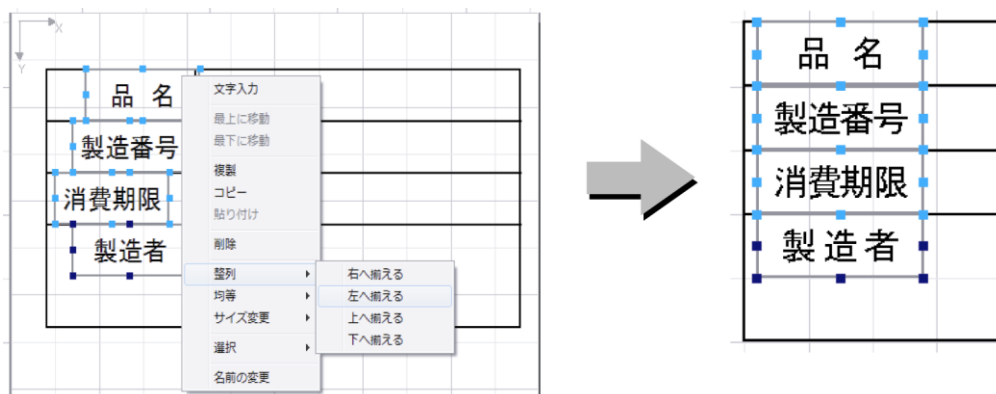 X
Y
品 名
製造番号
消費期限
製造者
文字入力
最上に移動
最下に移動
複製
コピー
貼り付け
削除
整列
均等
サイズ変更
選択
名前の変更
右へ揃える
左へ揃える
上へ揃える
下へ揃える
品 名
製造番号
消費期限
製造者